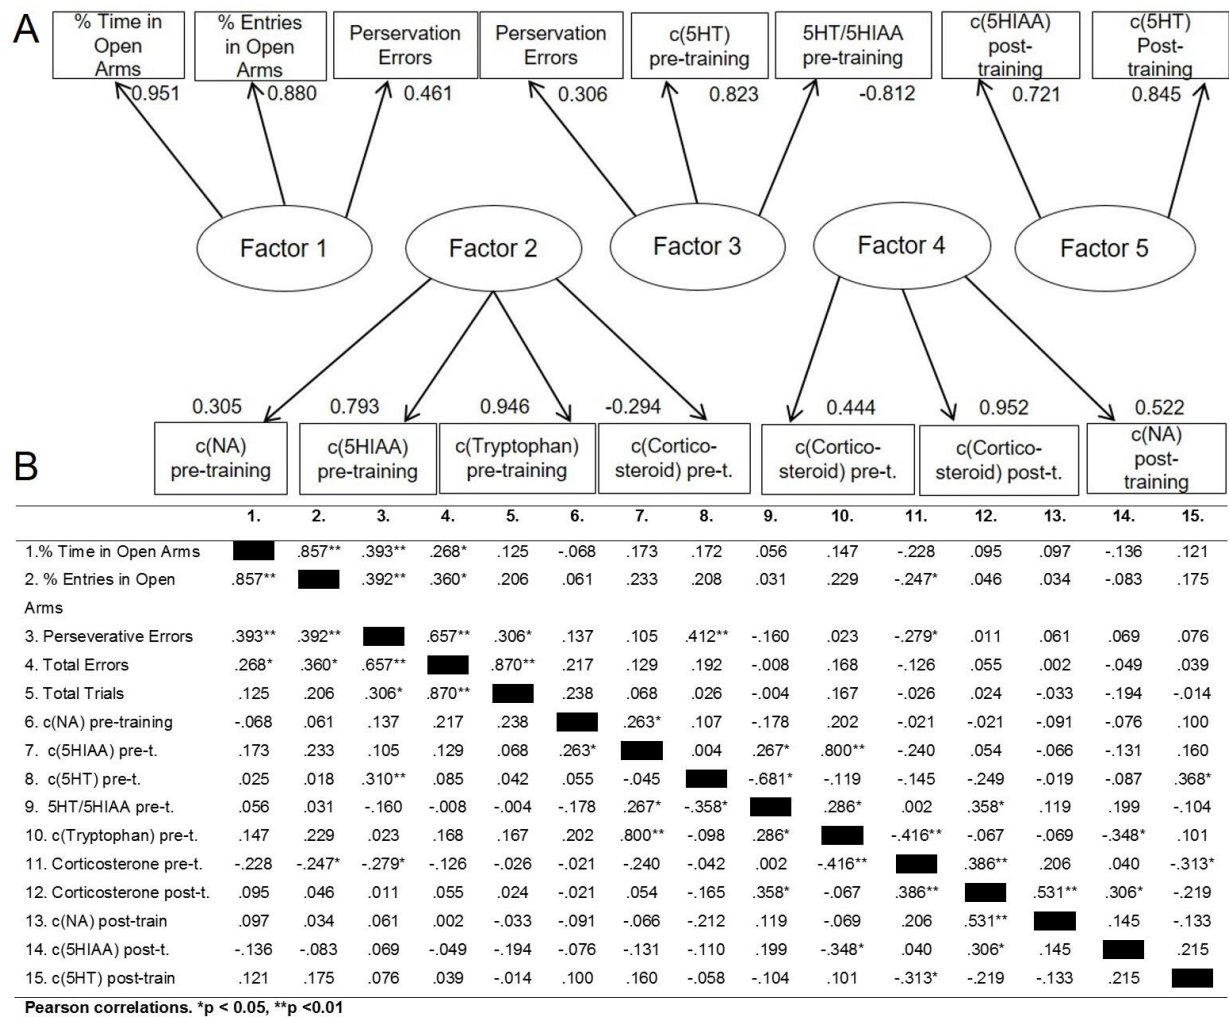 A
% Time in
Open
Arms
% Entries
in Open
Arms
Perservation
Errors
Perservation
Errors
c(5HT)
pre-training
5HT/5HIAA
pre-training
c(5HIAA)
post-
training
c(5HT)
Post-
training
0.951 0.880 0.461 0.306 0.823 -0.812 0.721 0.845
Factor 1 Factor 2 Factor 3 Factor 4 Factor 5
0.305 0.793 0.946 -0.294 0.444 0.952 0.522
c(NA)
pre-training
c(5HIAA)
pre-training
c(Tryptophan)
pre-training
c(Cortico-
steroid) pre-t.
c(Cortico-
steroid) pre-t.
c(Cortico-
steroid) post-t.
c(NA)
post-
training
B
1. 2. 3. 4. 5. 6. 7. 8. 9. 10. 11. 12. 13. 14. 15.
1.% Time in Open Arms .857** .393** .268* .125 -.068 .173 .172 .056 .147 -.228 .095 .097 -.136 .121
2. % Entries in Open .857** .392** .360* .206 .061 .233 .208 .031 .229 -.247* .046 .034 -.083 .175
Arms
3. Perseverative Errors .393** .392** .657** .306* .137 .105 .412** -.160 .023 -.279* .011 .061 .069 .076
4. Total Errors .268* .360* .657** .870** .217 .129 .192 -.008 .168 -.126 .055 .002 -.049 .039
5. Total Trials .125 .206 .306* .870** .238 .068 .026 -.004 .167 -.026 .024 -.033 -.194 -.014
6. c(NA) pre-training -.068 .061 .137 .217 .238 .263* .107 -.178 .202 -.021 -.021 -.091 -.076 .100
7. c(5HIAA) pre-t. .173 .233 .105 .129 .068 .263* .004 .267* .800** -.240 .054 -.066 -.131 .160
8. c(5HT) pre-t. .025 .018 .310** .085 .042 .055 -.045 -.681* -.119 -.145 -.249 -.019 -.087 .368*
9. 5HT/5HIAA pre-t. .056 .031 -.160 -.008 -.004 -.178 .267* -.358* .286* .002 .358* .119 .199 -.104
10. c(Tryptophan) pre-t. .147 .229 .023 .168 .167 .202 .800** -.098 .286* -.416** -.067 -.069 -.348* .101
11. Corticosterone pre-t. -.228 -.247* -.279* -.126 -.026 -.021 -.240 -.042 .002 -.416** .386** .206 .040 -.313*
12. Corticosterone post-t. .095 .046 .011 .055 .024 -.021 .054 -.165 .358* -.067 .386** .531** .306* -.219
13. c(NA) post-train .097 .034 .061 .002 -.033 -.091 -.066 -.212 .119 -.069 .206 .531** .145 -.133
14. c(5HIAA) post-t. -.136 -.083 .069 -.049 -.194 -.076 -.131 -.110 .199 -.348* .040 .306* .145 .215
15. c(5HT) post-train .121 .175 .076 .039 -.014 .100 .160 -.058 -.104 .101 -.313* -.219 -.133 .215
Pearson correlations. *p < 0.05, **p <0.01